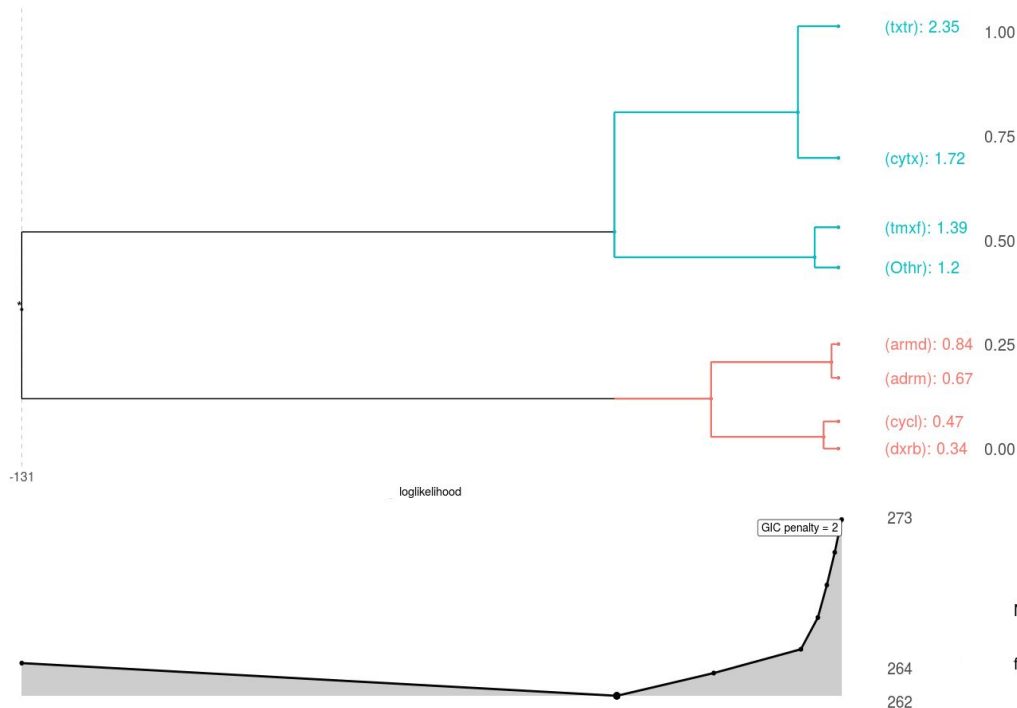 (txtr): 2.35
1.00
0.75
(cytx): 1.72
(tmxf): 1.39
0.50
(Othr): 1.2
(armd): 0.84
0.25
(adrm): 0.67
(cycl): 0.47
(dxrb): 0.34
0.00
-131
loglikelihood
273
GIC penalty = 2
264
f
262